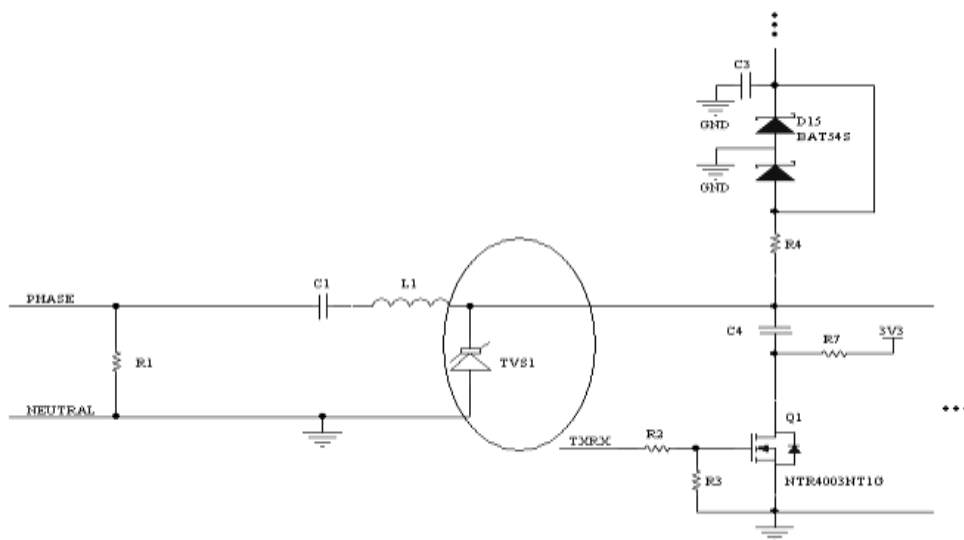 C3
GND
D15
BAT54S
GND
R4
PHASE
C1
L1
C4
R7
3V3
R1
TVS1
NEUTRAL
Q1
TXRX
R2
R3
NTR4003NT1G